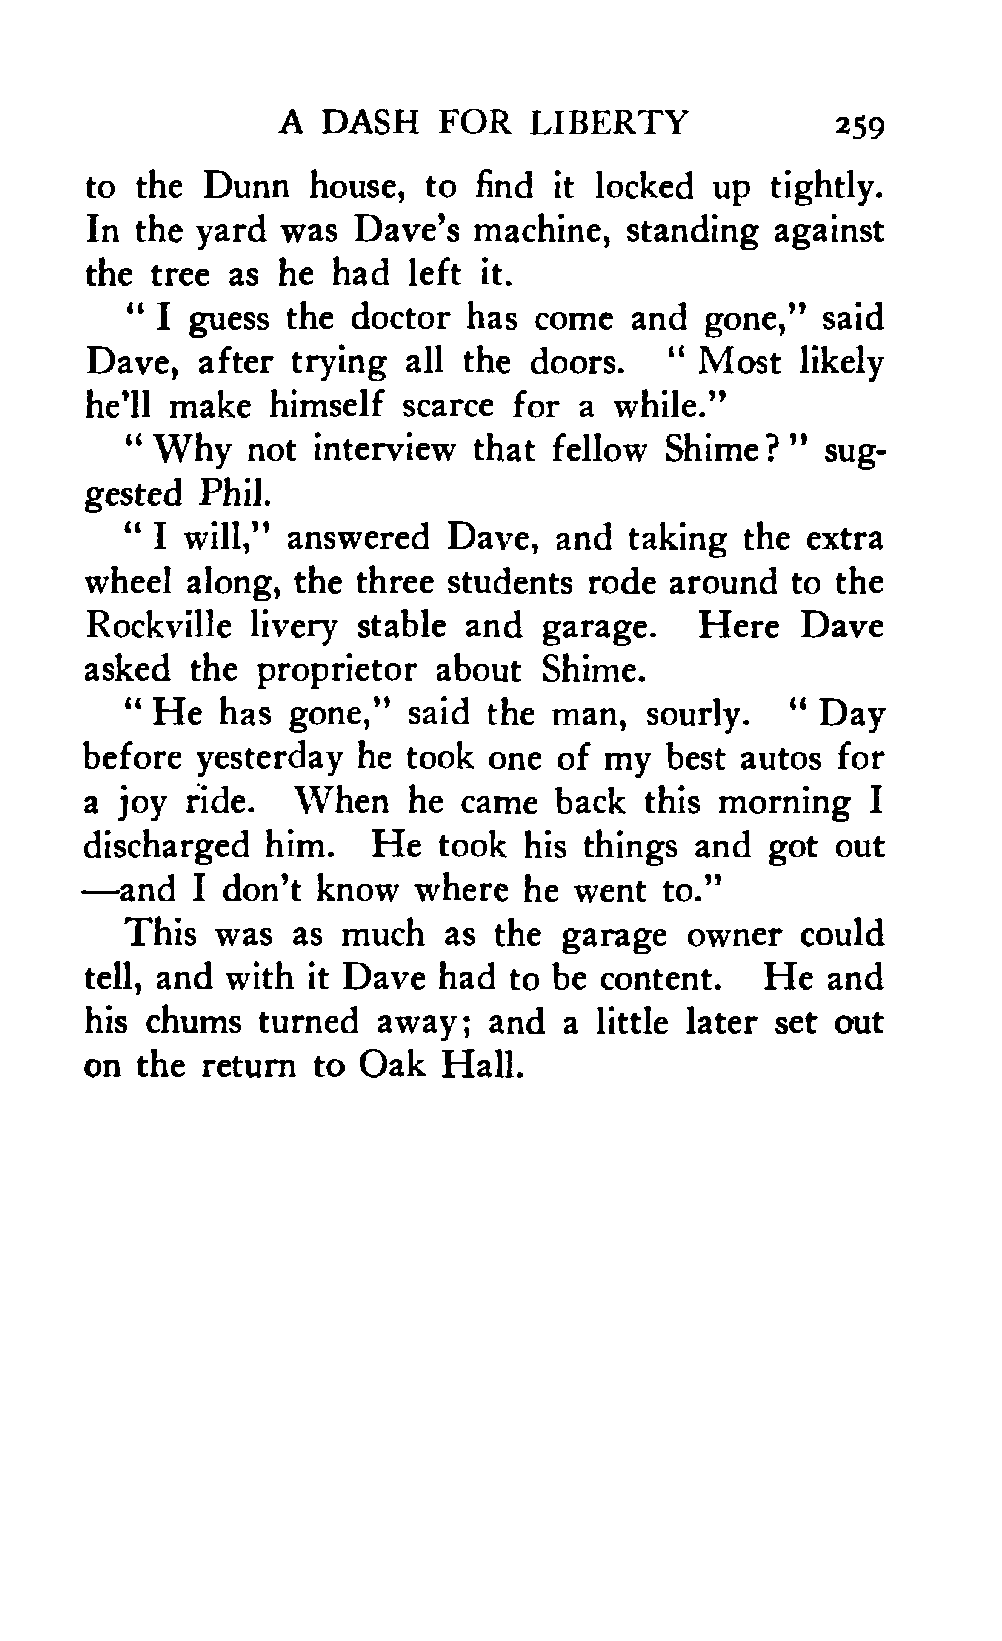 A DASH FOR LIBERTY 259
to the Dunn house, to find it locked up tightly.
In the yard was Dave's machine, standing against
the tree as he had left it.
" I guess the doctor has come and gone," said
Dave, after trying all the doors. " Most likely
he'll make himself scarce for a while."
" Why not interview that fellow Shime? " sug-
gested Phil.
" I will," answered Dave, and taking the extra
wheel along, the three students rode around to the
Rockville livery stable and garage. Here Dave
asked the proprietor about Shime.
" He has gone," said the man, sourly. " Day
before yesterday he took one of my best autos for
a joy ride. When he came back this morning I
discharged him. He took his things and got out
—and I don't know where he went to."
This was as much as the garage owner could
tell, and with it Dave had to be content. He and
his chums turned away; and a little later set out
on the return to Oak Hall.